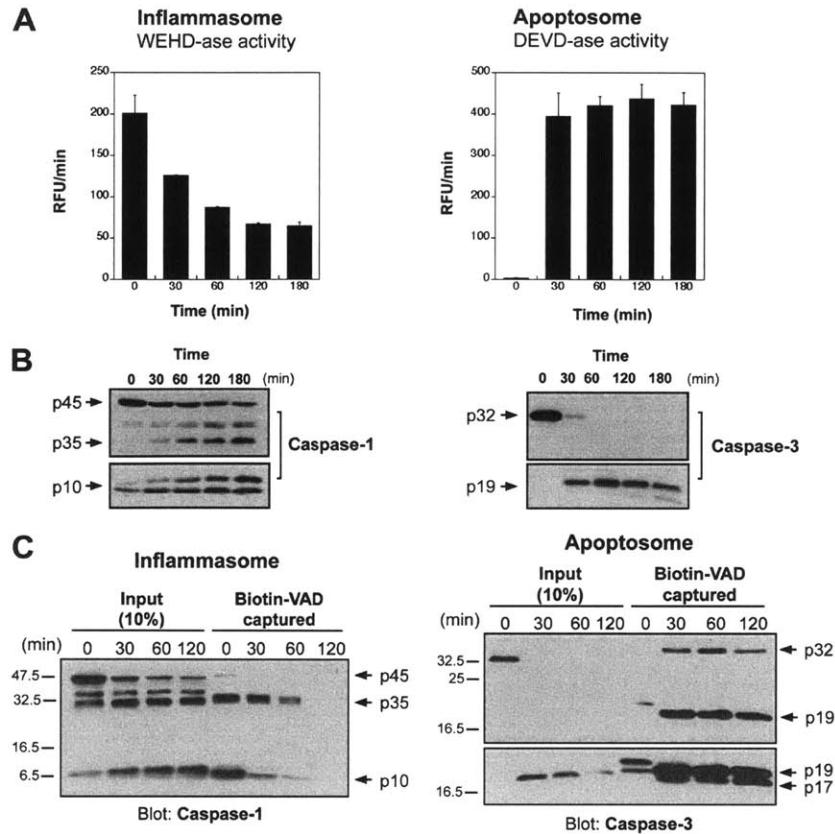 A
Inflammasome
WEHD-ase activity
RFU/min
250
200
150
100
50
0
0 30 60 120 180
Time (min)
Apoptosome
DEVD-ase activity
RFU/min
500
400
300
200
100
0
0 30 60 120 180
Time (min)
B
Time
0 30 60 120 180 (min)
p45
p35
p10
Caspase-1
Time
0 30 60 120 180 (min)
p32
p19
Caspase-3
C
Inflammasome
Input (10%)
Biotin-VAD captured
(min) 0 30 60 120 0 30 60 120
47.5
32.5
16.5
6.5
p45
p35
p10
Blot: Caspase-1
Apoptosome
Input (10%)
Biotin-VAD captured
(min) 0 30 60 120 0 30 60 120
32.5
25
16.5
p32
p19
16.5
p19
p17
Blot: Caspase-3